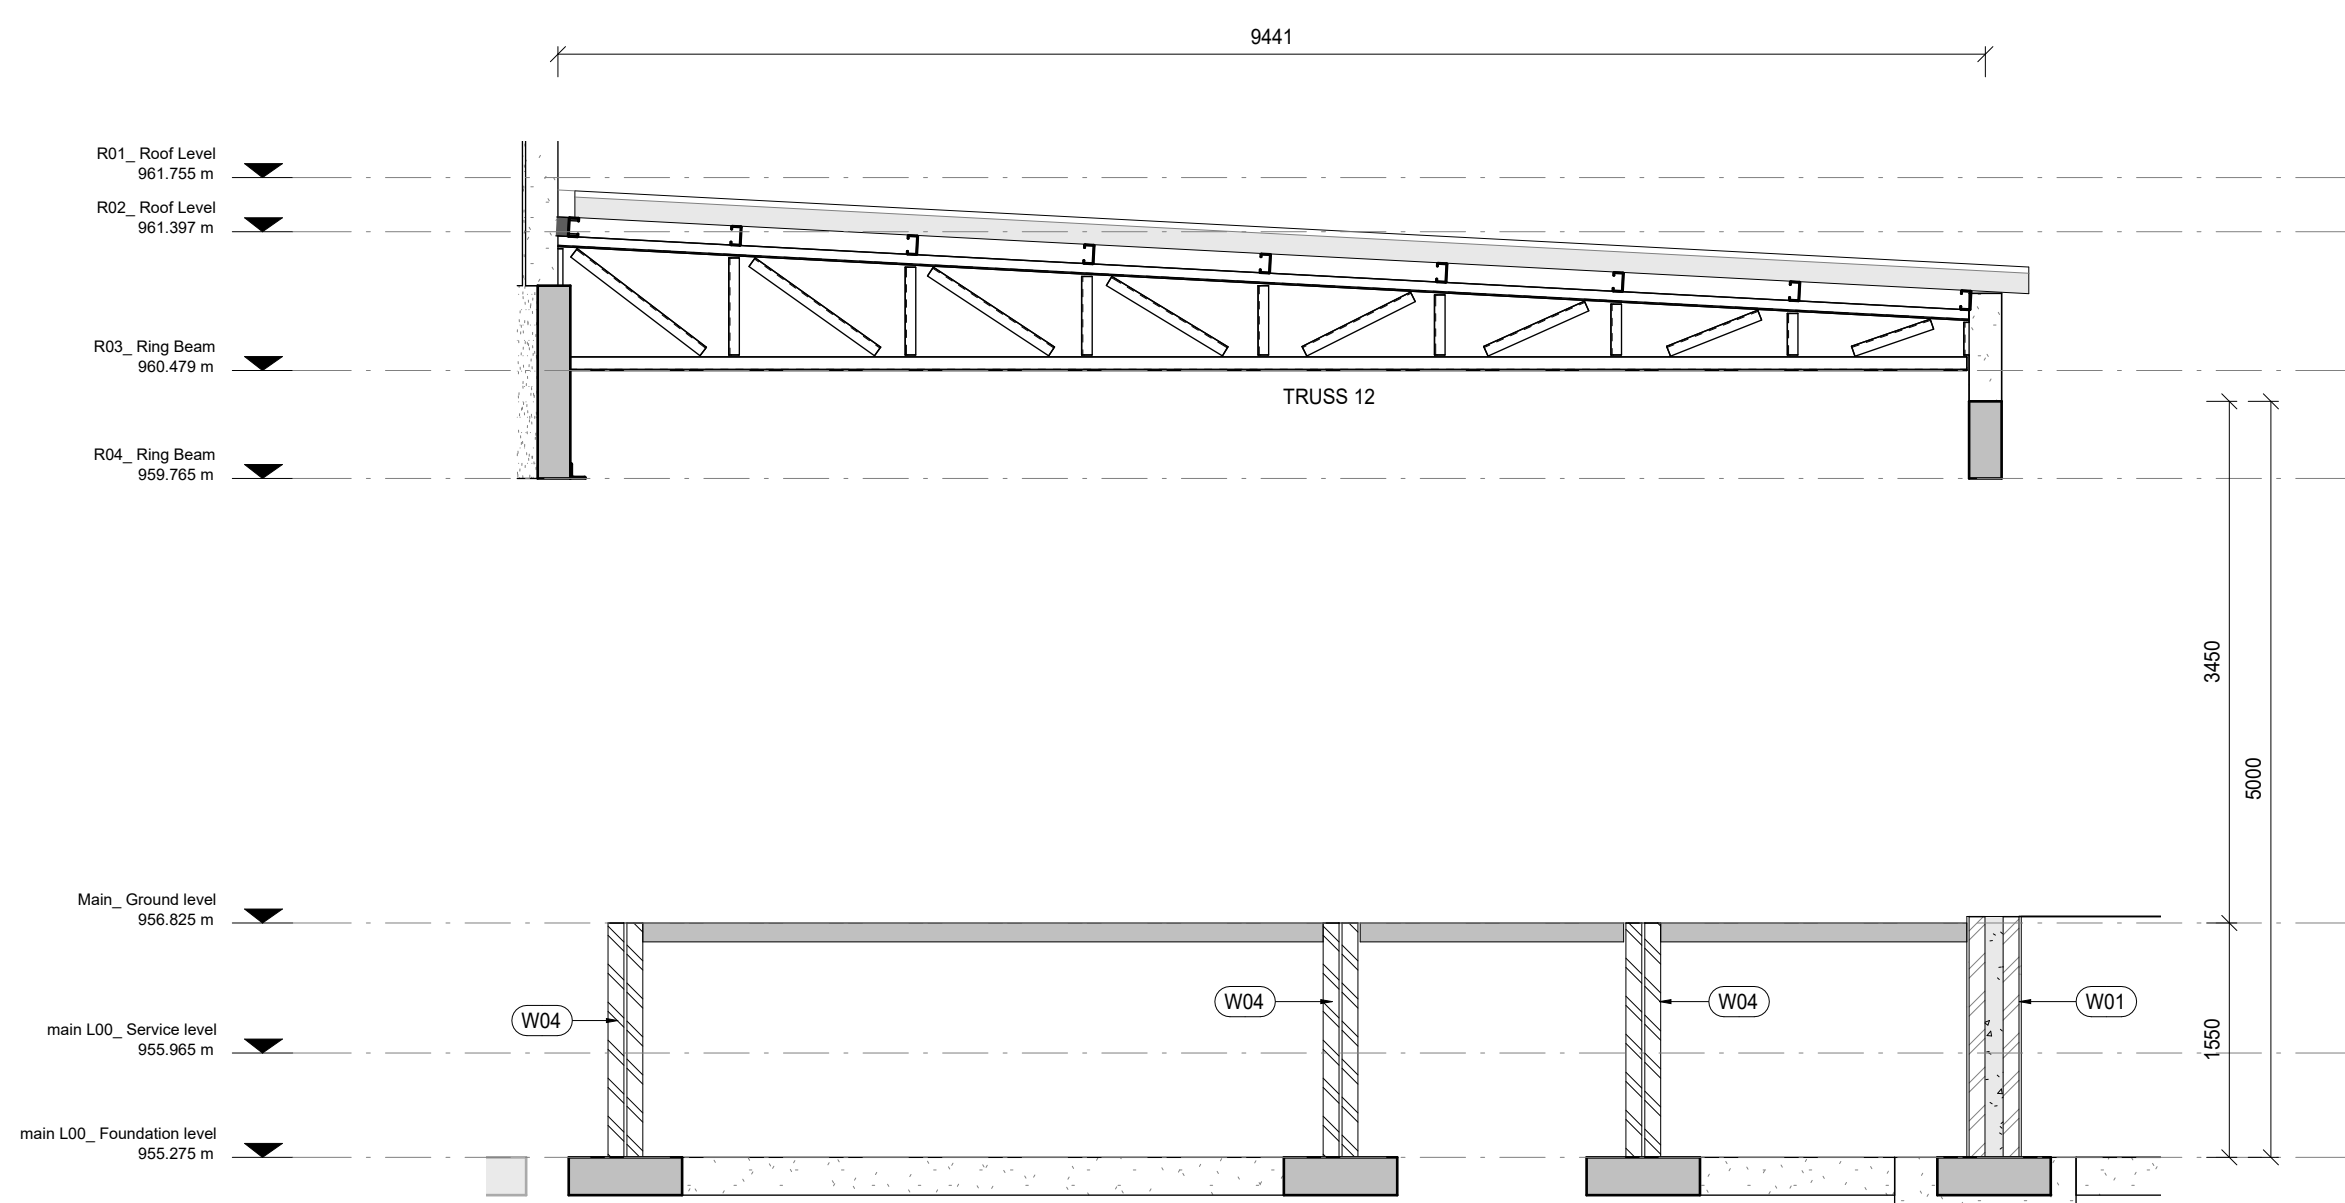 9441
R01_ Roof Level
961.755 m
R02_ Roof Level
961.397 m
R03_ Ring Beam
960.479 m
TRUSS 12
R04_ Ring Beam
959.765 m
3450
5000
Main_ Ground level
956.825 m
W04
W04
W04
W01
main L00_ Service level
955.965 m
1550
main L00_ Foundation level
955.275 m